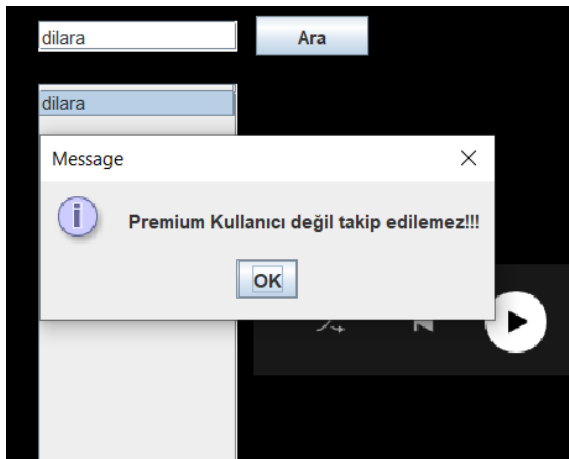 dilara
Ara
dilara
Message
Premium Kullanıcı değil takip edilemez!!!
OK